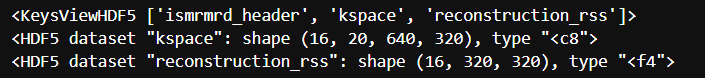 <KeysViewHDF5 ['ismrmrd_header', 'kspace', 'reconstruction_rss']>
<HDF5 dataset "kspace": shape (16, 20, 640, 320), type "<c8">
<HDF5 dataset "reconstruction_rss": shape (16, 320, 320), type "<f4">